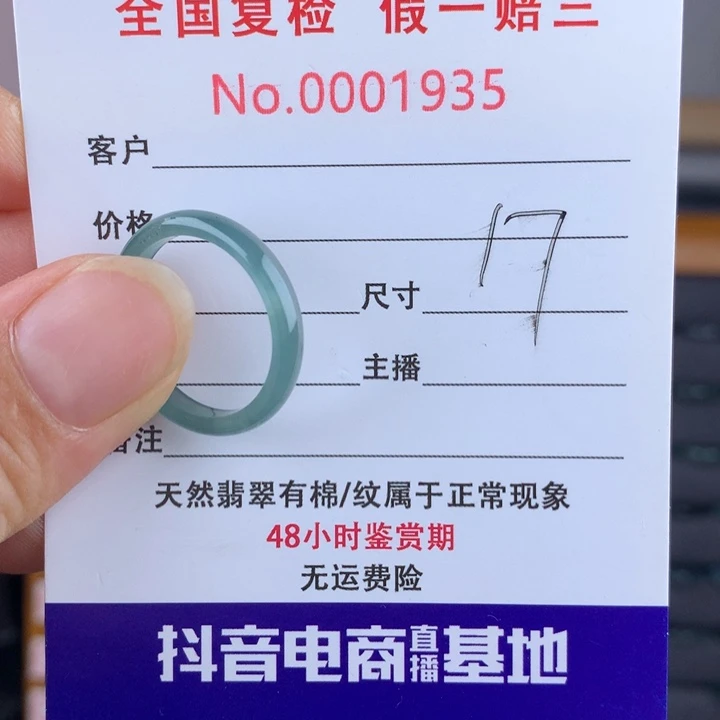 全国复检 假一赔三
No.0001935
客户
价格
17
尺寸
主播
备注
天然翡翠有棉/纹属于正常现象
48小时鉴赏期
无运费险
抖音电商直播基地